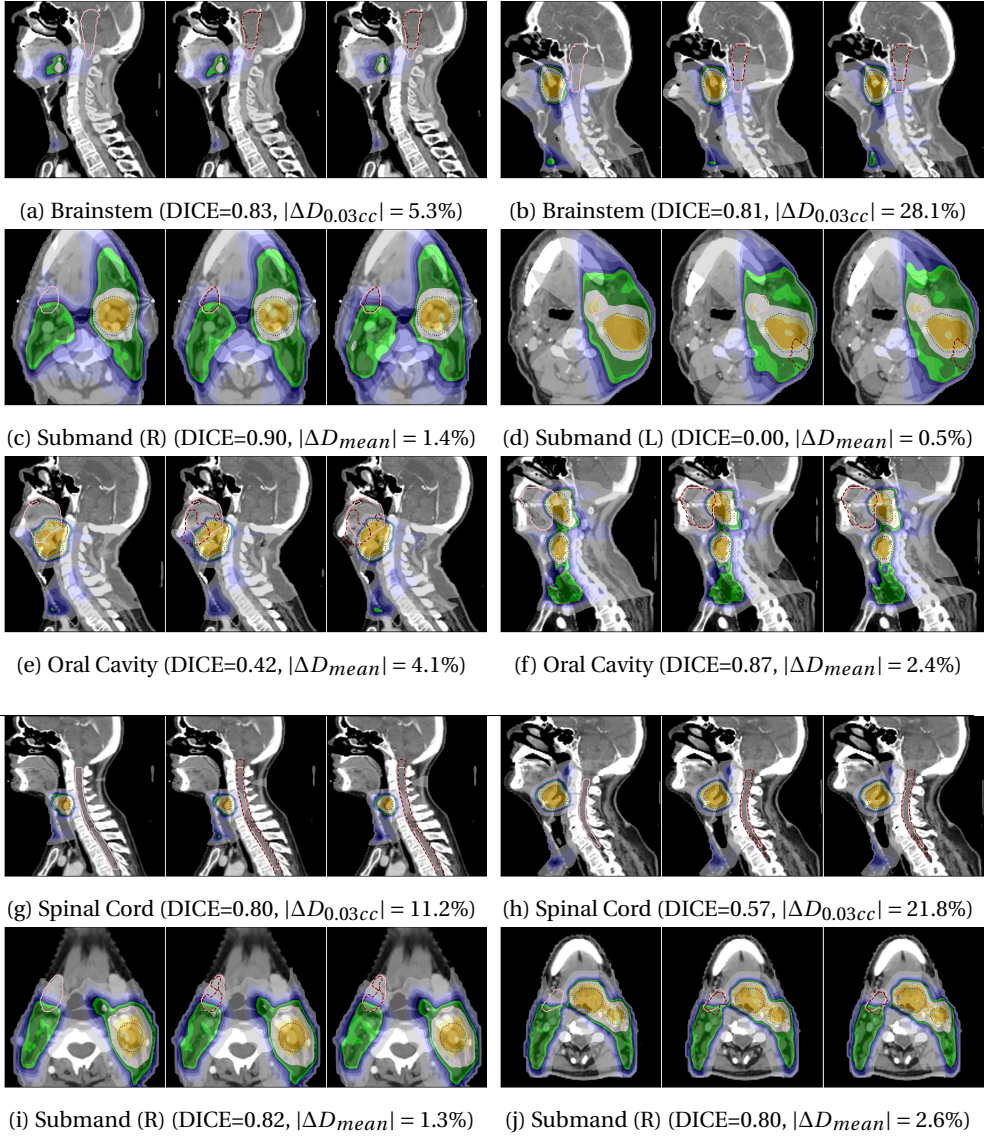 (a) Brainstem (DICE=0.83, |ΔD0.03cc| = 5.3%)
(b) Brainstem (DICE=0.81, |ΔD0.03cc| = 28.1%)
(c) Submand (R) (DICE=0.90, |ΔDmean| = 1.4%)
(d) Submand (L) (DICE=0.00, |ΔDmean| = 0.5%)
(e) Oral Cavity (DICE=0.42, |ΔDmean| = 4.1%)
(f) Oral Cavity (DICE=0.87, |ΔDmean| = 2.4%)
(g) Spinal Cord (DICE=0.80, |ΔD0.03cc| = 11.2%)
(h) Spinal Cord (DICE=0.57, |ΔD0.03cc| = 21.8%)
(i) Submand (R) (DICE=0.82, |ΔDmean| = 1.3%)
(j) Submand (R) (DICE=0.80, |ΔDmean| = 2.6%)